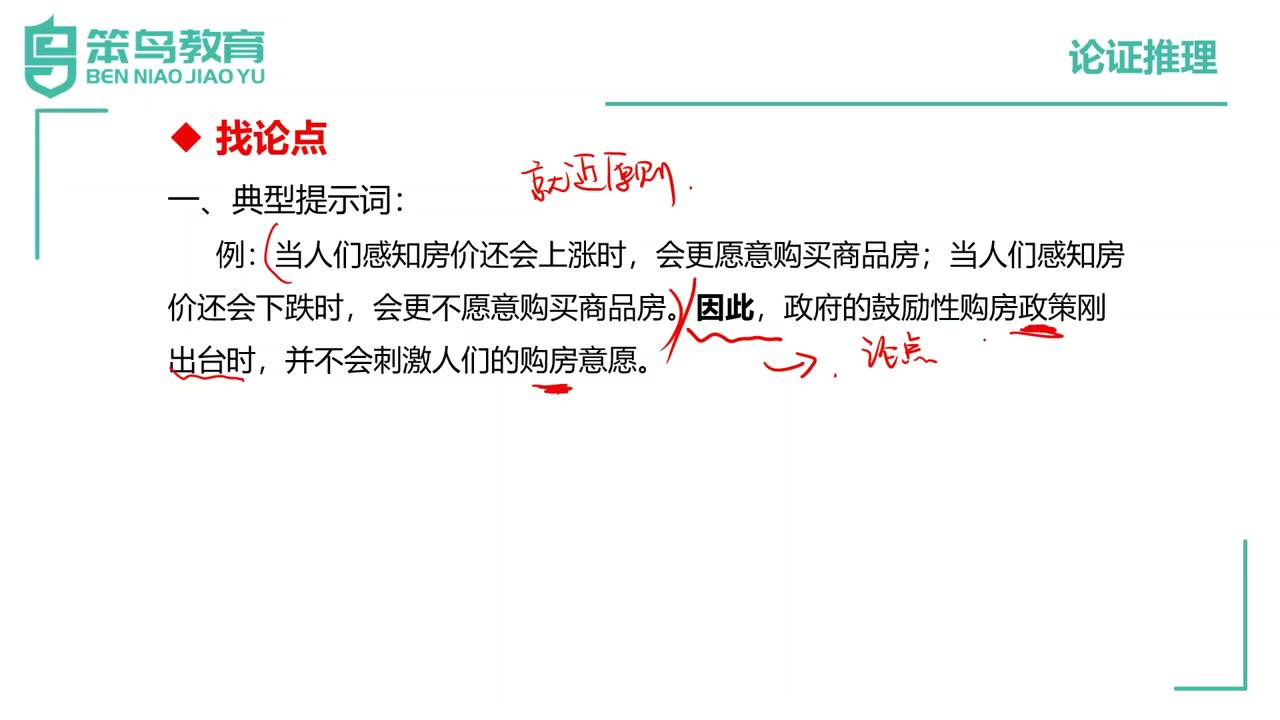 笨鸟教育
BEN NIAO JIAO YU
论证推理
找论点
就近原则.
一、典型提示词：
例：当人们感知房价还会上涨时，会更愿意购买商品房；当人们感知房
价还会下跌时，会更不愿意购买商品房。因此，政府的鼓励性购房政策刚
出台时，并不会刺激人们的购房意愿。
论点